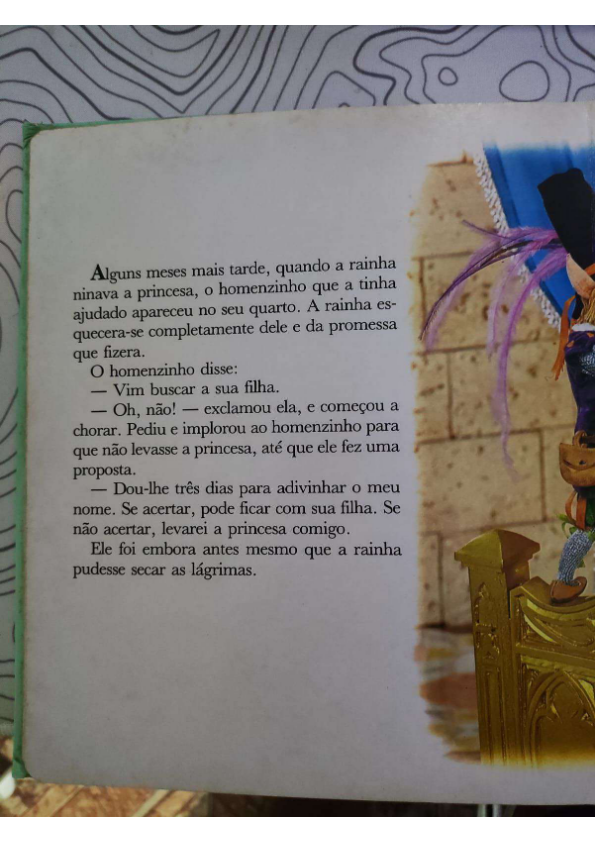 Alguns meses mais tarde, quando a rainha
ninava a princesa, o homenzinho que a tinha
ajudado apareceu no seu quarto. A rainha es-
quecera-se completamente dele e da promessa
que fizera.
O homenzinho disse:
— Vim buscar a sua filha.
— Oh, não! — exclamou ela, e começou a
chorar. Pediu e implorou ao homenzinho para
que não levasse a princesa, até que ele fez uma
proposta.
— Dou-lhe três dias para adivinhar o meu
nome. Se acertar, pode ficar com sua filha. Se
não acertar, levarei a princesa comigo.
Ele foi embora antes mesmo que a rainha
pudesse secar as lágrimas.